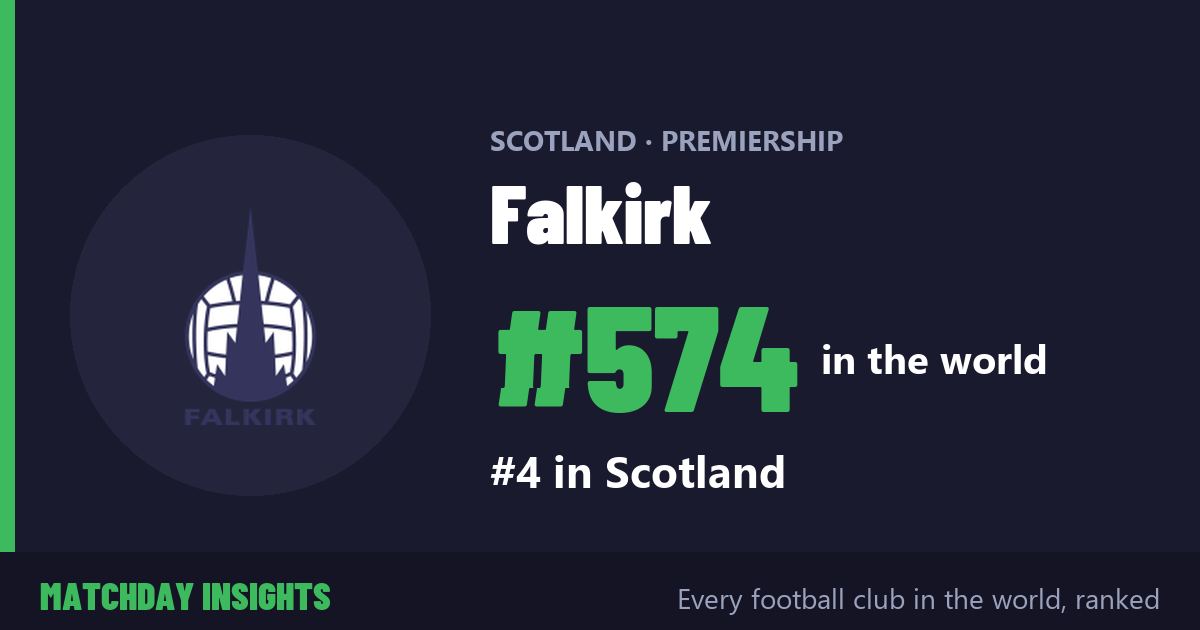 SCOTLAND · PREMIERSHIP
Falkirk
#574 in the world
#4 in Scotland
FALKIRK
MATCHDAY INSIGHTS
Every football club in the world, ranked